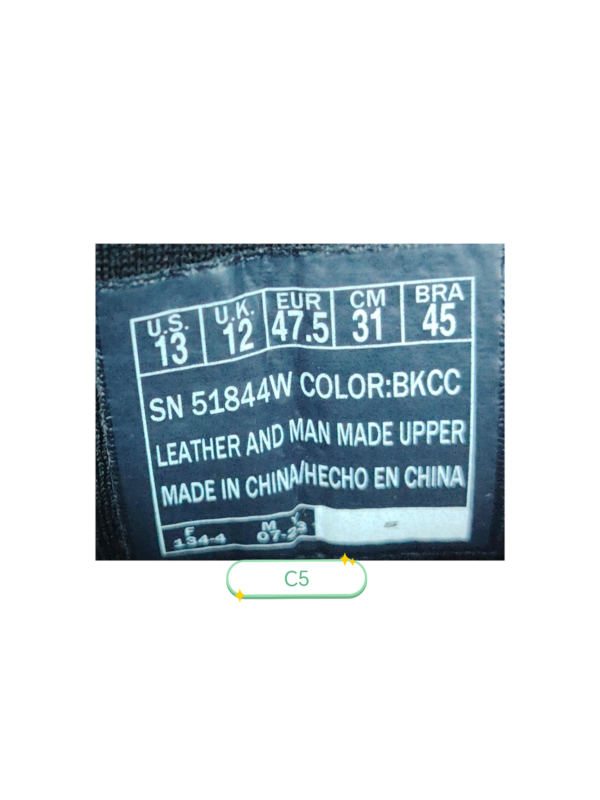 U.S. U.K. EUR CM BRA
13 12 47.5 31 45
SN 51844W COLOR:BKCC
LEATHER AND MAN MADE UPPER
MADE IN CHINA/HECHO EN CHINA
F M Y
134-4 07-23
C5